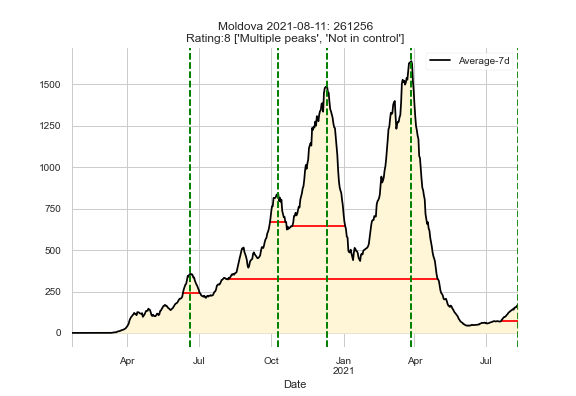 Moldova 2021-08-11: 261256
Rating:8 ['Multiple peaks', 'Not in control']
Average-7d
1500
1250
1000
750
500
250
0
Apr Jul Oct Jan Apr Jul
2021
Date